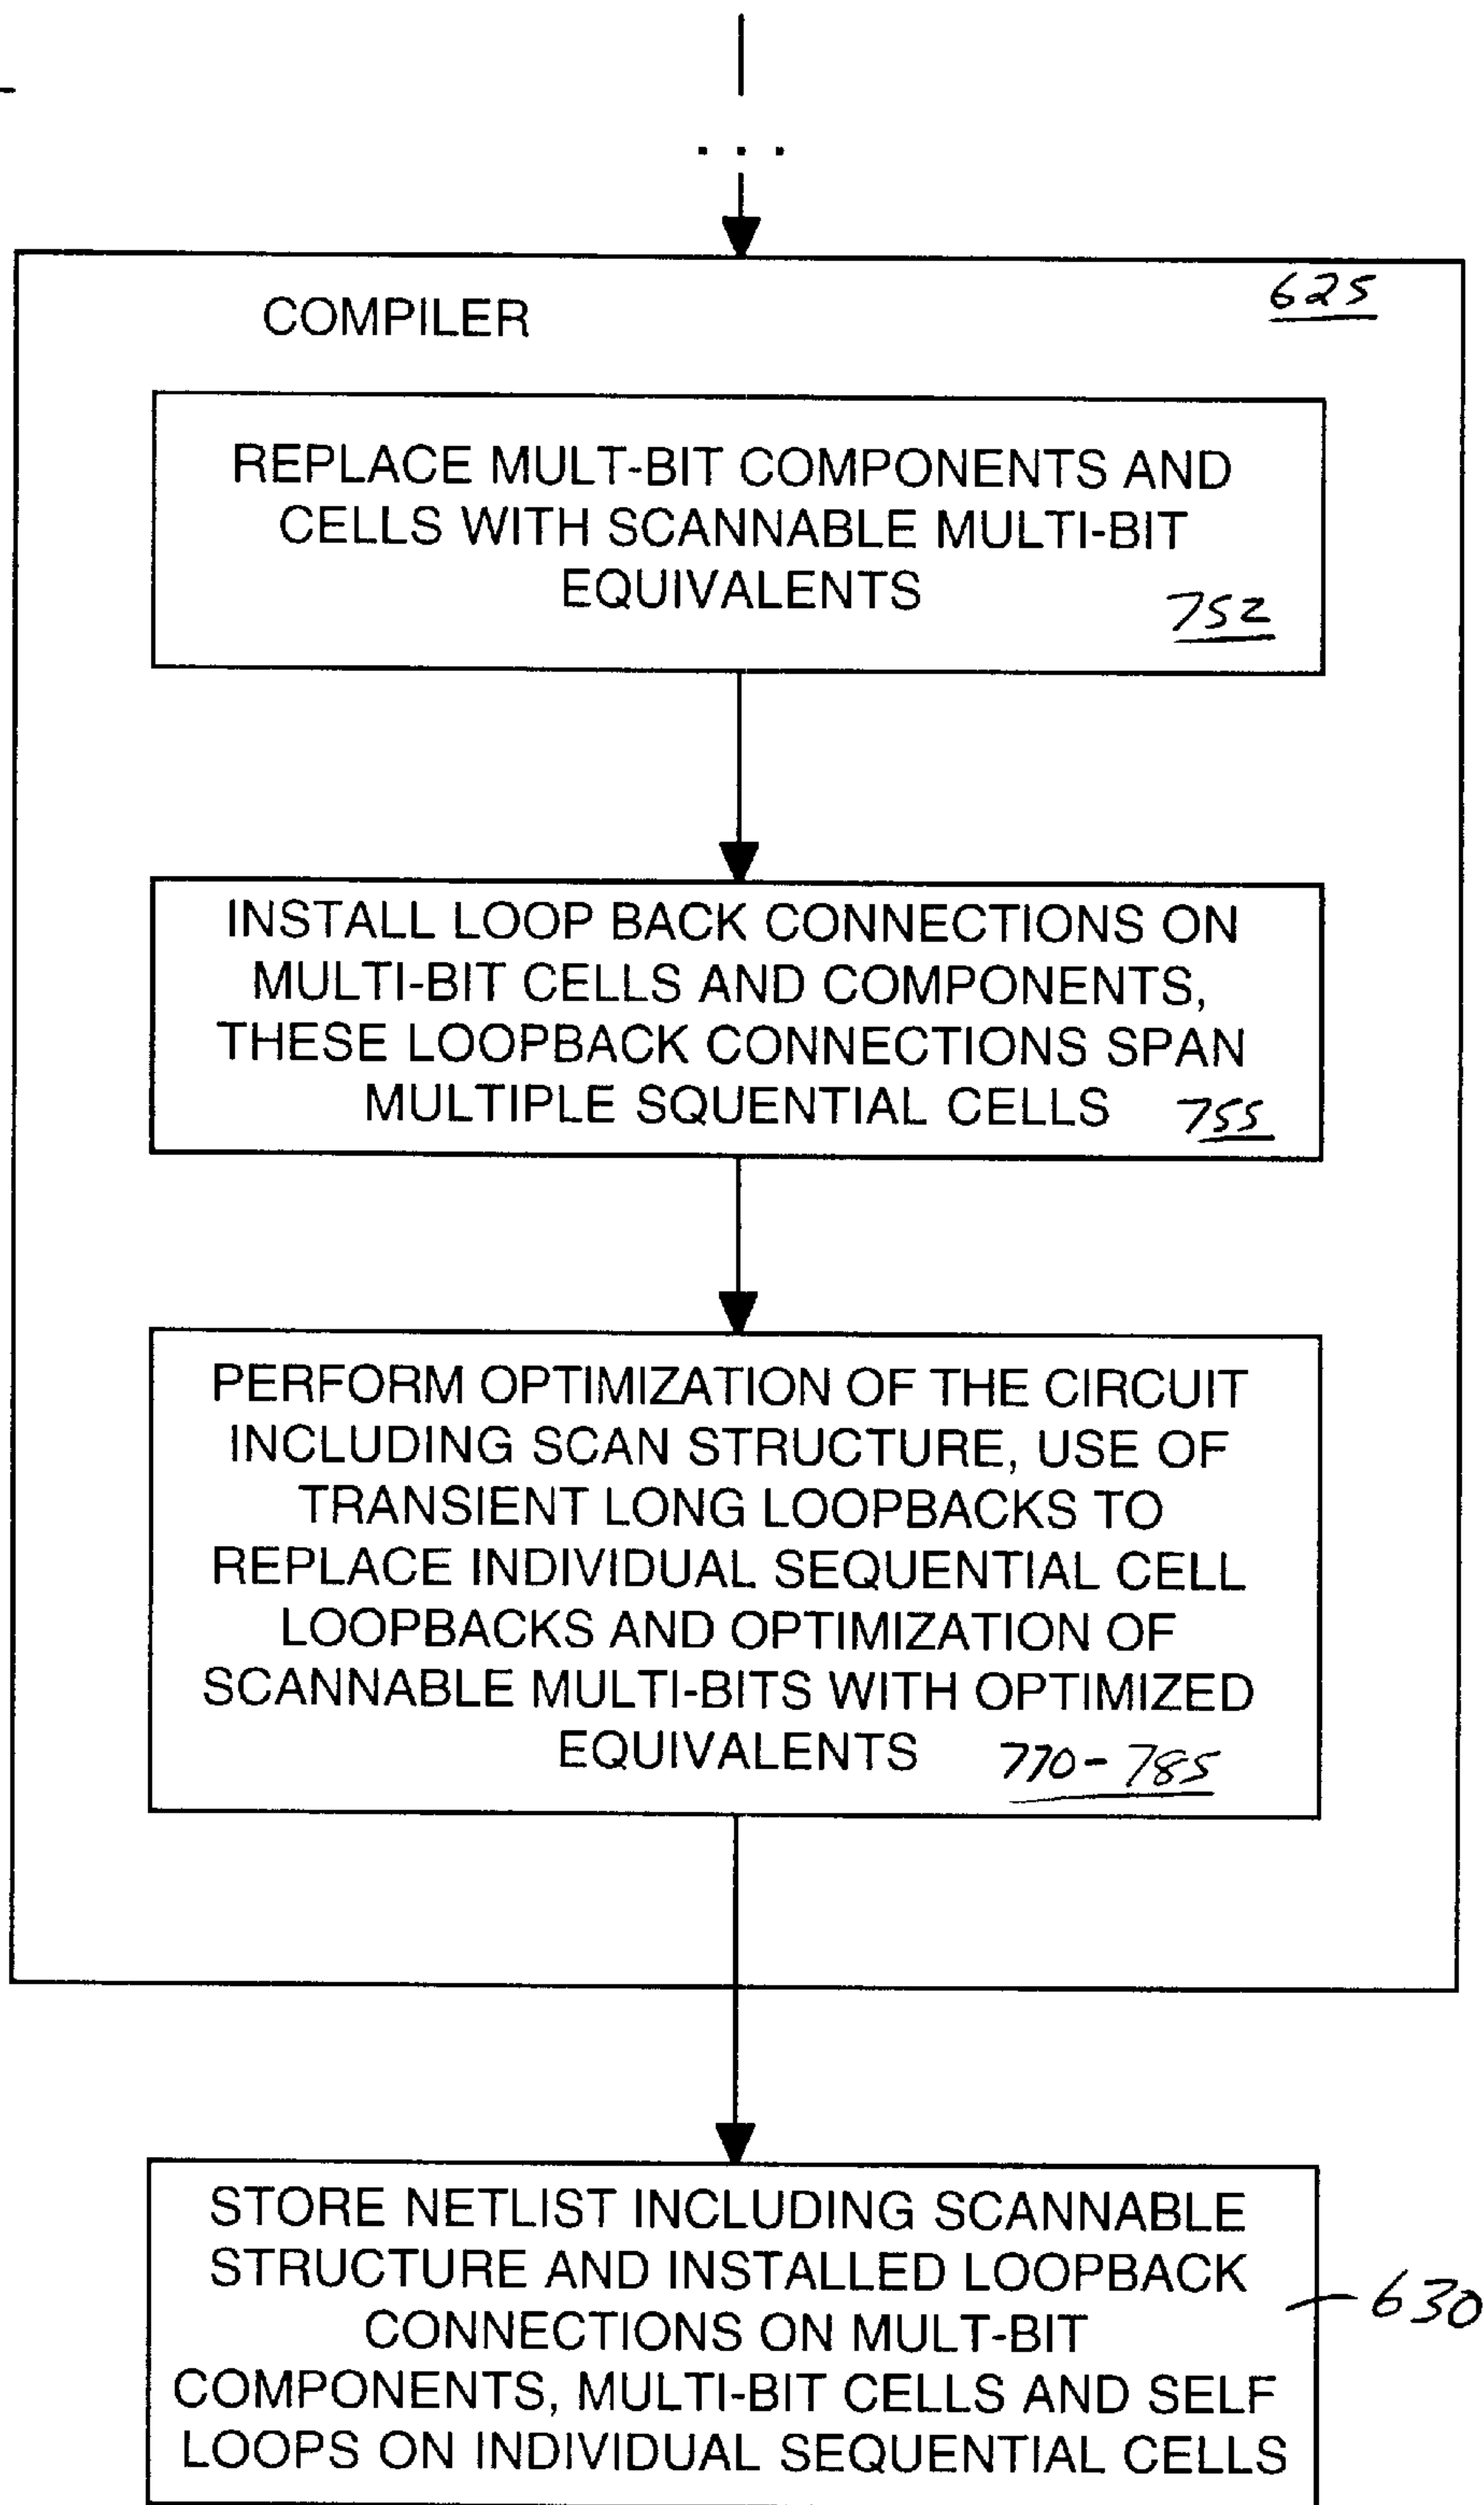 COMPILER 625
REPLACE MULT-BIT COMPONENTS AND
CELLS WITH SCANNABLE MULTI-BIT
EQUIVALENTS
752
INSTALL LOOP BACK CONNECTIONS ON
MULTI-BIT CELLS AND COMPONENTS,
THESE LOOPBACK CONNECTIONS SPAN
MULTIPLE SQUENTIAL CELLS 755
PERFORM OPTIMIZATION OF THE CIRCUIT
INCLUDING SCAN STRUCTURE, USE OF
TRANSIENT LONG LOOPBACKS TO
REPLACE INDIVIDUAL SEQUENTIAL CELL
LOOPBACKS AND OPTIMIZATION OF
SCANNABLE MULTI-BITS WITH OPTIMIZED
EQUIVALENTS 770-785
STORE NETLIST INCLUDING SCANNABLE
STRUCTURE AND INSTALLED LOOPBACK
CONNECTIONS ON MULT-BIT
COMPONENTS, MULTI-BIT CELLS AND SELF
LOOPS ON INDIVIDUAL SEQUENTIAL CELLS
630